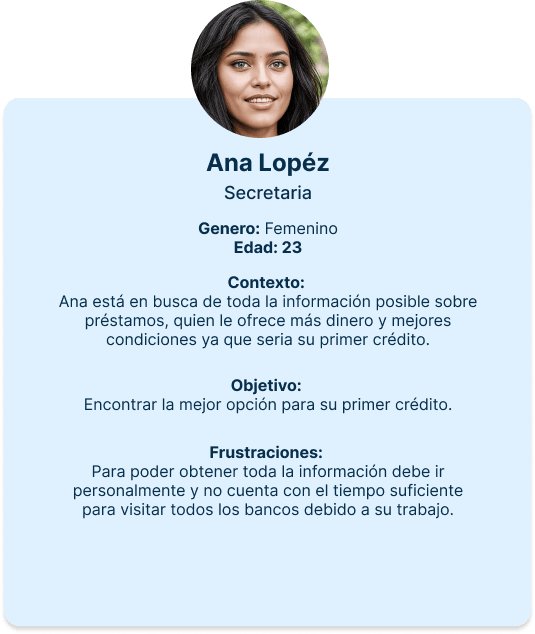 Ana Lopéz
Secretaria
Genero: Femenino
Edad: 23
Contexto:
Ana está en busca de toda la información posible sobre
préstamos, quien le ofrece más dinero y mejores
condiciones ya que seria su primer crédito.
Objetivo:
Encontrar la mejor opción para su primer crédito.
Frustraciones:
Para poder obtener toda la información debe ir
personalmente y no cuenta con el tiempo suficiente
para visitar todos los bancos debido a su trabajo.